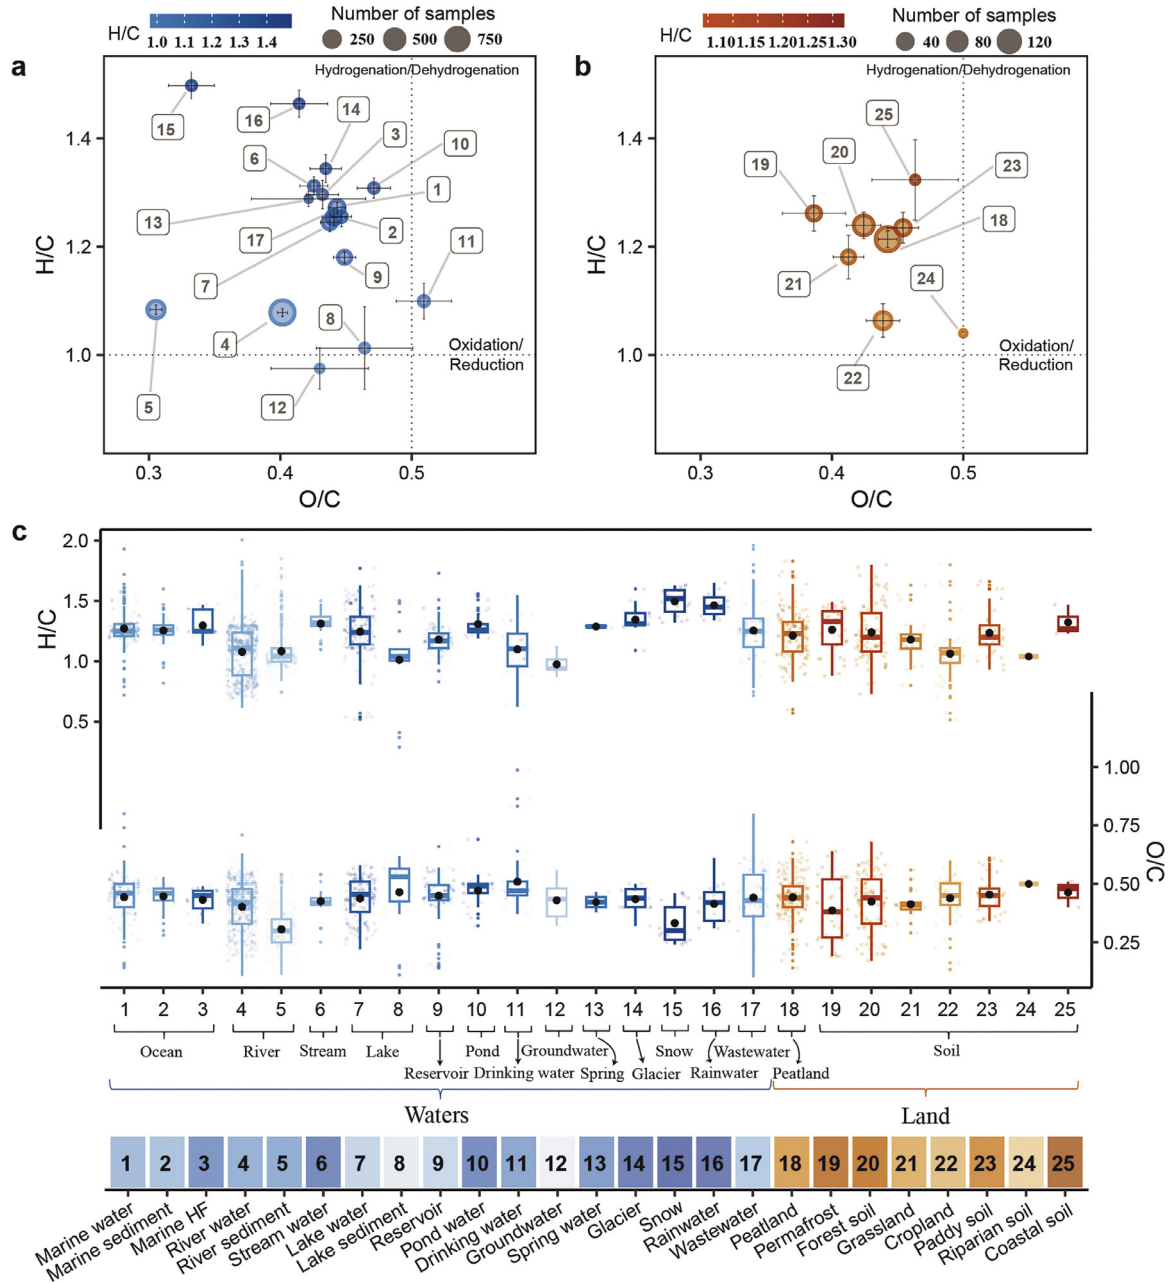 H/C 1.0 1.1 1.2 1.3 1.4
Number of samples
250 500 750
H/C 1.10 1.15 1.20 1.25 1.30
Number of samples
40 80 120
a
Hydrogenation/Dehydrogenation
15
16
14
3
6
10
1
13
17
2
11
7
9
8
4
5
12
Oxidation/
Reduction
1.4
1.2
1.0
H/C
0.3 0.4 0.5
O/C
b
Hydrogenation/Dehydrogenation
25
20
19
23
18
21
24
22
Oxidation/
Reduction
1.4
1.2
1.0
H/C
0.3 0.4 0.5
O/C
c
H/C
2.0
1.5
1.0
0.5
O/C
1.00
0.75
0.50
0.25
1 2 3 4 5 6 7 8 9 10 11 12 13 14 15 16 17 18 19 20 21 22 23 24 25
Ocean River Stream Lake Pond Groundwater Snow Wastewater Soil
Reservoir Drinking water Spring Glacier Rainwater Peatland
Waters Land
1 2 3 4 5 6 7 8 9 10 11 12 13 14 15 16 17 18 19 20 21 22 23 24 25
Marine water
Marine sediment
Marine HF
River water
River sediment
Stream water
Lake water
Lake sediment
Reservoir
Pond water
Drinking water
Groundwater
Spring water
Glacier
Snow
Rainwater
Wastewater
Peatland
Permafrost
Forest soil
Grassland
Cropland
Paddy soil
Riparian soil
Coastal soil